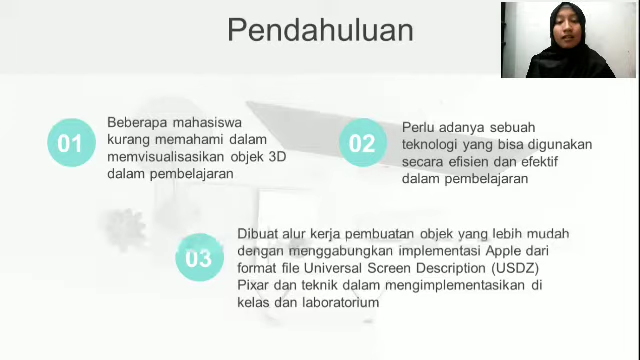 Pendahuluan
01
Beberapa mahasiswa
kurang memahami dalam
memvisualisasikan objek 3D
dalam pembelajaran
02
Perlu adanya sebuah
teknologi yang bisa digunakan
secara efisien dan efektif
dalam pembelajaran
03
Dibuat alur kerja pembuatan objek yang lebih mudah
dengan menggabungkan implementasi Apple dari
format file Universal Screen Description (USDZ)
Pixar dan teknik dalam mengimplementasikan di
kelas dan laboratorium